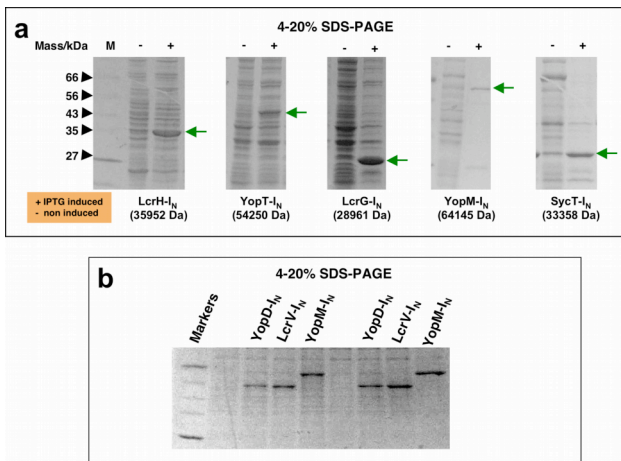 a
4-20% SDS-PAGE
Mass/kDa M - + - + - + - + - +
66
56
43
35
27
+ IPTG induced
- non induced
LcrH-IN
(35952 Da)
YopT-IN
(54250 Da)
LcrG-IN
(28961 Da)
YopM-IN
(64145 Da)
SycT-IN
(33358 Da)
b
4-20% SDS-PAGE
Markers YopD-IN LcrV-IN YopM-IN YopD-IN LcrV-IN YopM-IN